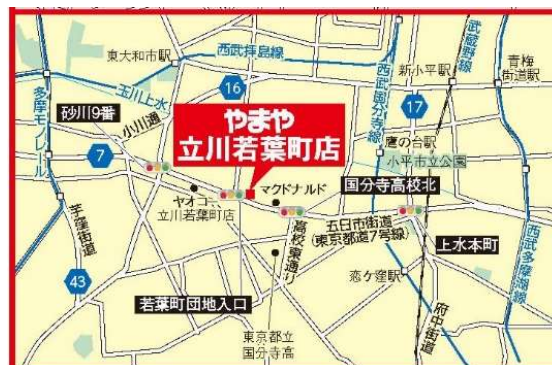 東大和市駅
西武拝島線
玉川上水
小川通
砂川9番
多摩モノレール
芋窪街道
16
7
43
17
やまや
立川若葉町店
ヤオコー
立川若葉町店
マクドナルド
若葉町団地入口
高校東通り
東京都立
国分寺高
国分寺高校北
五日市街道
(東京都道7号線)
上水本町
恋ケ窪駅
府中街道
西武国分寺線
鷹の台駅
小平市立公園
新小平駅
武蔵野線
青梅
街道駅
西武多摩湖線